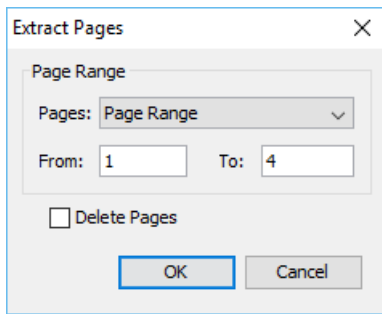 Extract Pages
Page Range
Pages: Page Range
From: 1 To: 4
Delete Pages
OK Cancel